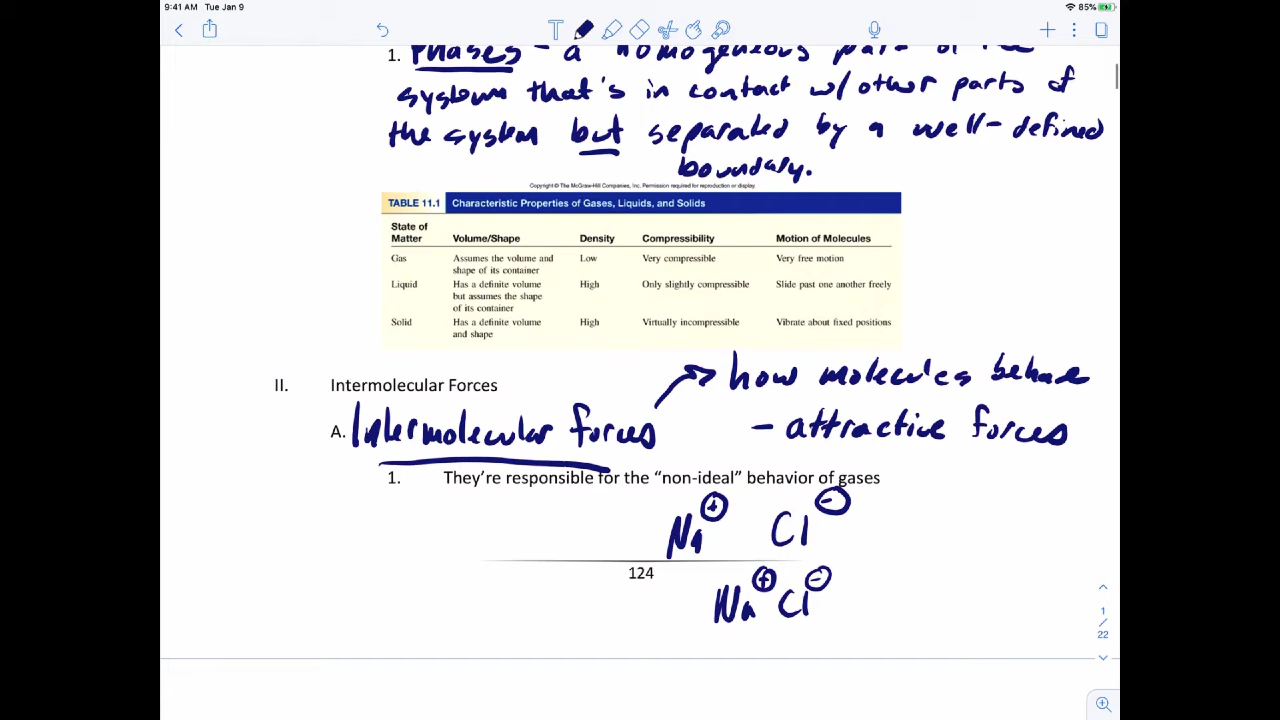 9:41 AM Tue Jan 9
85%
1. Phases - a homogeneous part of the
system that's in contact w/ other parts of
the system but separated by a well-defined
boundary.
Copyright © The McGraw-Hill Companies, Inc. Permission required for reproduction or display.
TABLE 11.1 Characteristic Properties of Gases, Liquids, and Solids
State of
Matter Volume/Shape Density Compressibility Motion of Molecules
Gas Assumes the volume and Low Very compressible Very free motion
shape of its container
Liquid Has a definite volume High Only slightly compressible Slide past one another freely
but assumes the shape
of its container
Solid Has a definite volume High Virtually incompressible Vibrate about fixed positions
and shape
how molecules behave
II. Intermolecular Forces
A. Intermolecular forces - attractive forces
1. They're responsible for the "non-ideal" behavior of gases
Na+ Cl-
124
Na+ Cl-
1
/
22